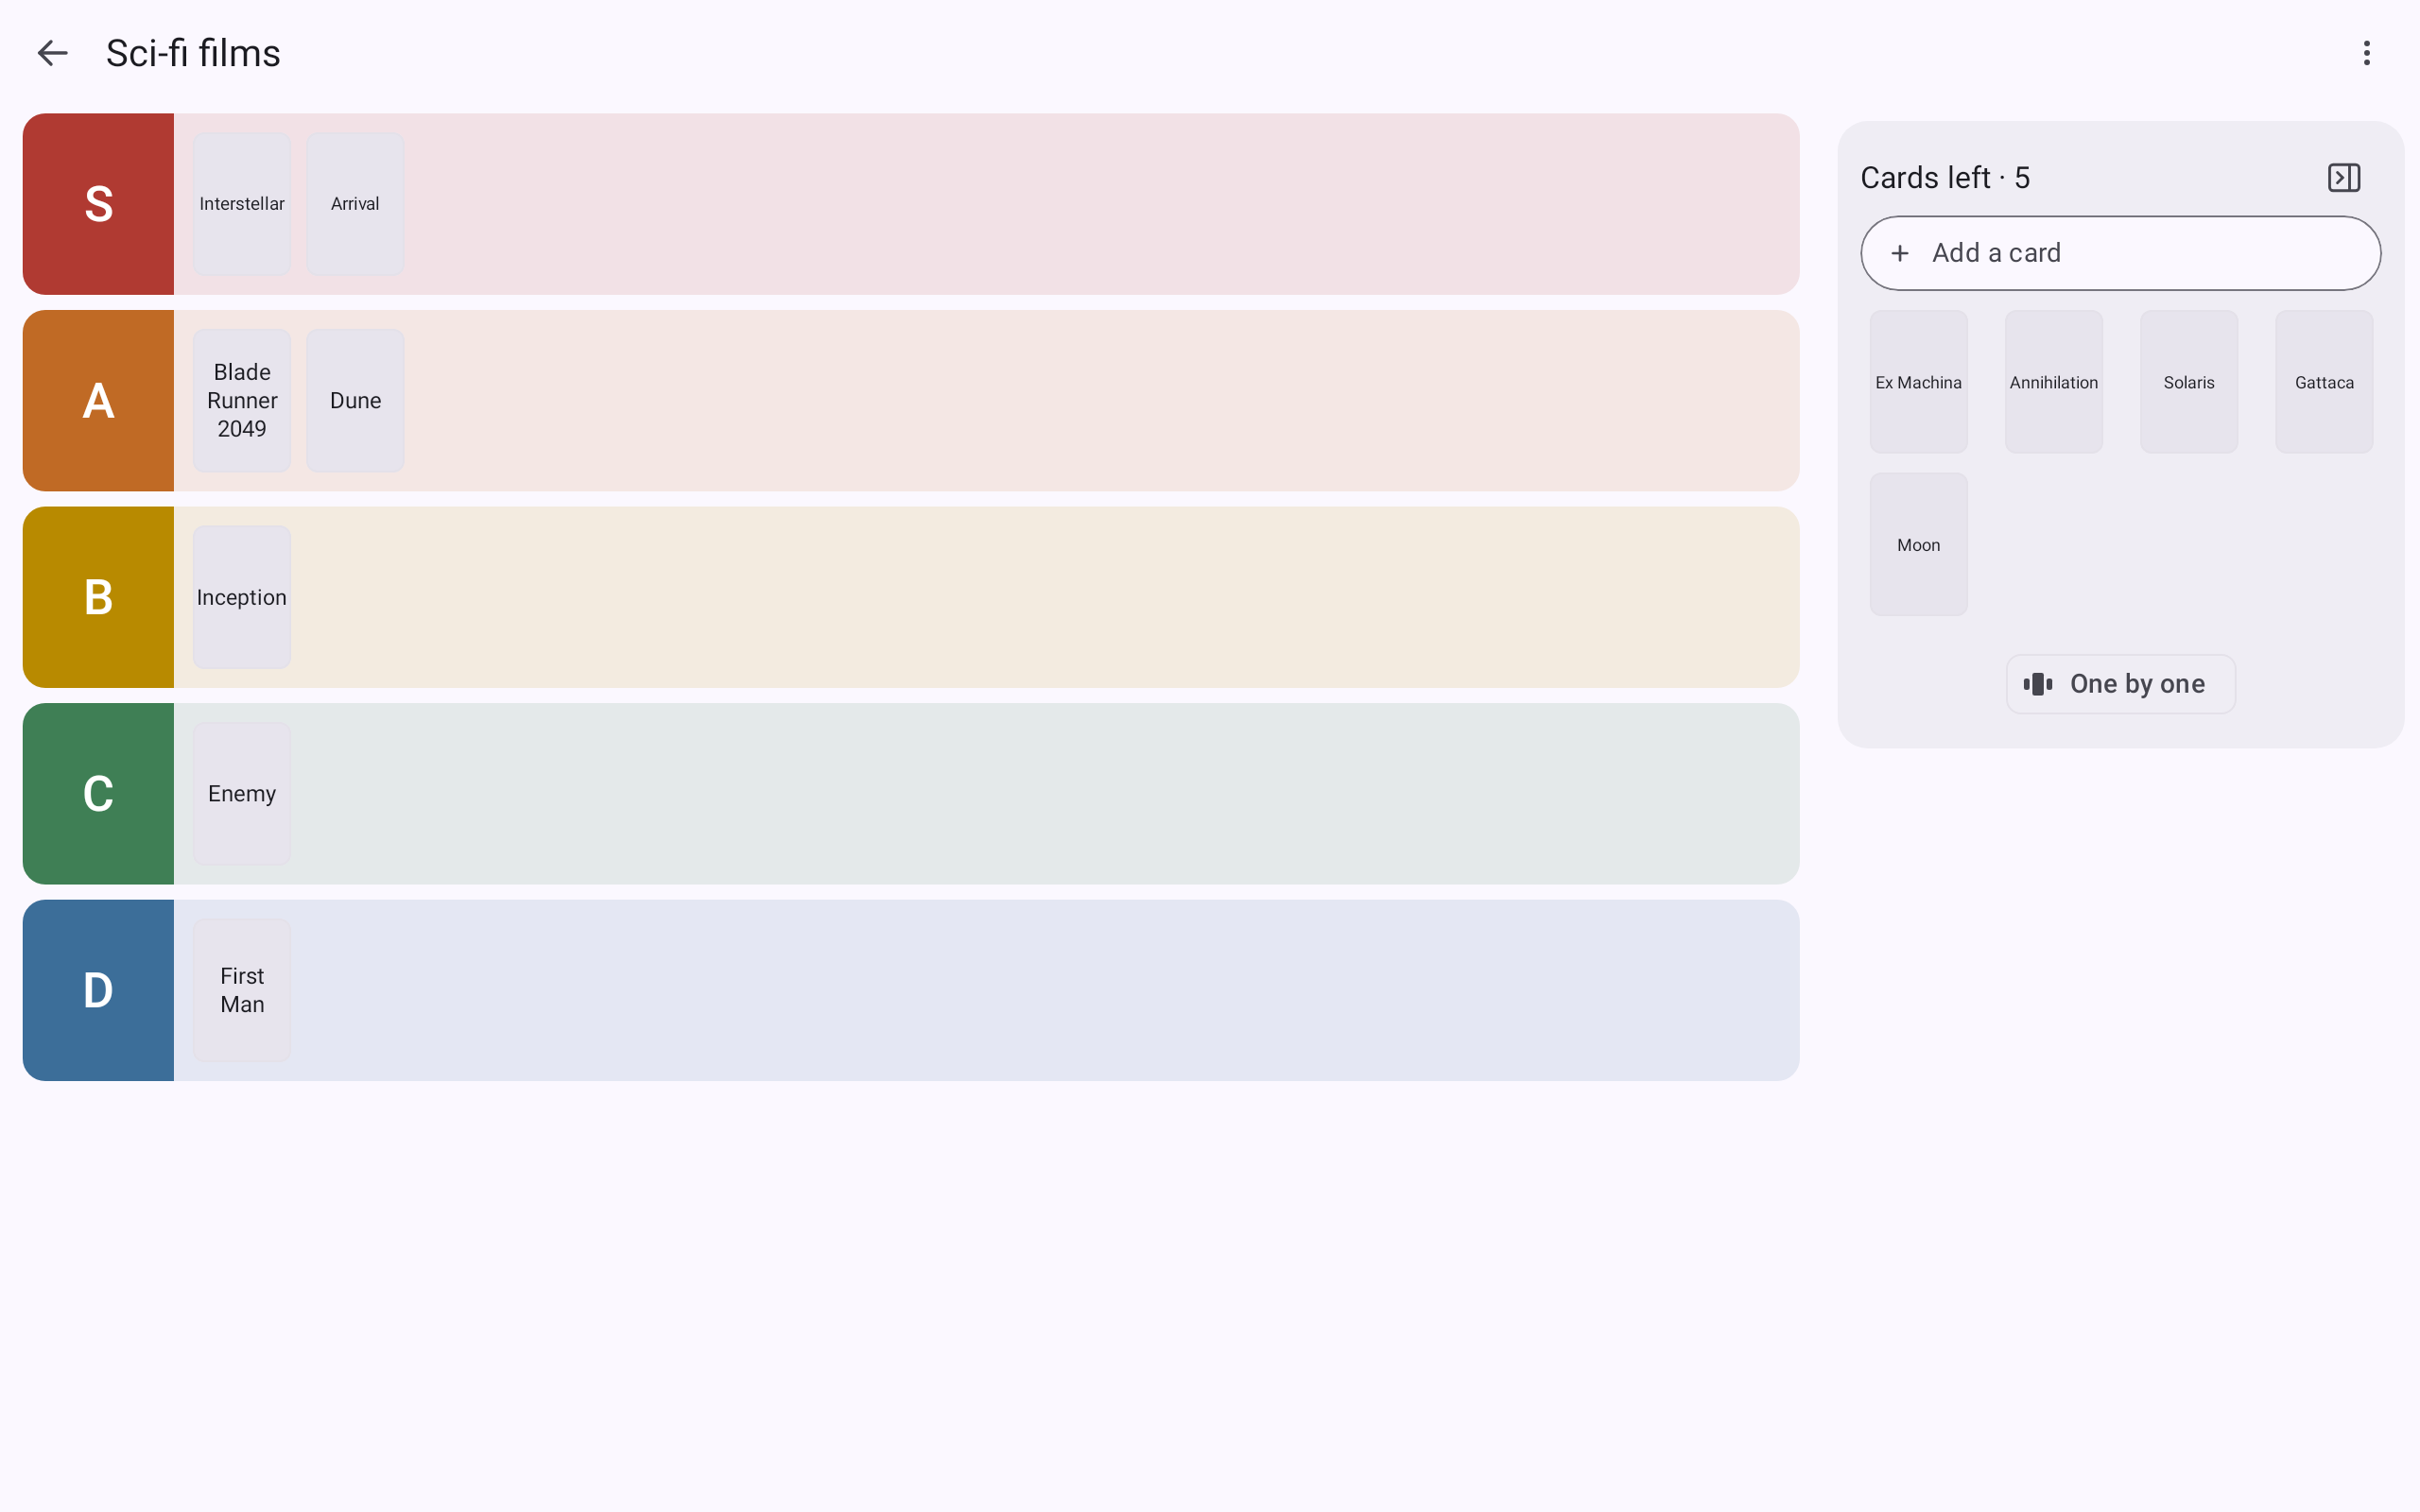 Sci-fi films
S
Interstellar
Arrival
A
Blade
Runner
2049
Dune
B
Inception
C
Enemy
D
First
Man
Cards left · 5
+ Add a card
Ex Machina
Annihilation
Solaris
Gattaca
Moon
One by one